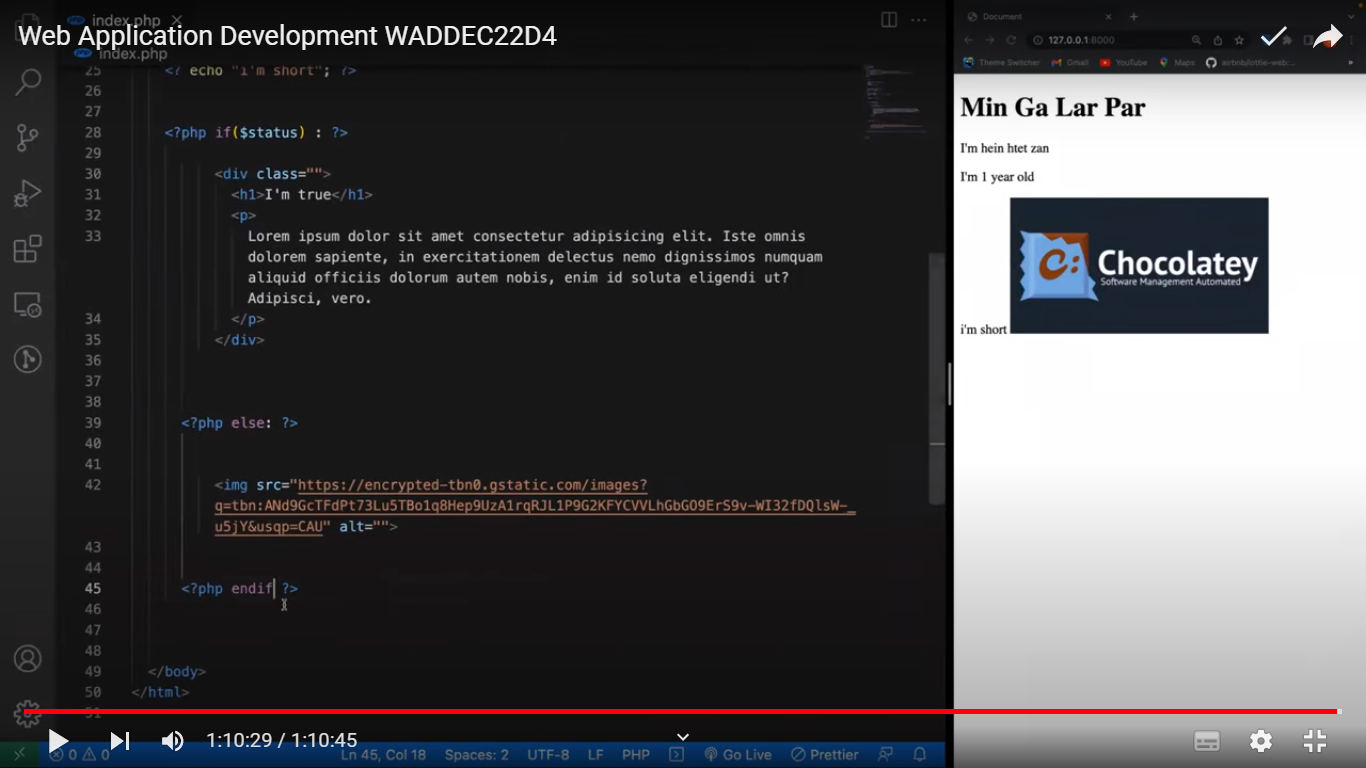 index.php
Web Application Development WADDEC22D4
index.php
25 <? echo "i'm short"; ?>
26
27
28 <?php if($status) : ?>
29
30 <div class="">
31 <h1>I'm true</h1>
32 <p>
33 Lorem ipsum dolor sit amet consectetur adipisicing elit. Iste omnis
dolorem sapiente, in exercitationem delectus nemo dignissimos numquam
aliquid officiis dolorum autem nobis, enim id soluta eligendi ut?
Adipisci, vero.
34 </p>
35 </div>
36
37
38
39 <?php else: ?>
40
41
42 <img src="https://encrypted-tbn0.gstatic.com/images?
q=tbn:ANd9GcTFdPt73Lu5TBo1q8Hep9UzA1rqRJL1P9G2KFYCVVLhGbGO9ErS9v-WI32fDQlsW-_
u5jY&usqp=CAU" alt="">
43
44
45 <?php endif ?>
46
47
48
49 </body>
50 </html>
51
Document
127.0.0.1:8000
Theme Switcher Gmail YouTube Maps airbnb/lottie-web:...
Min Ga Lar Par
I'm hein htet zan
I'm 1 year old
Chocolatey
Software Management Automated
i'm short
1:10:29 / 1:10:45
0 0 Ln 45, Col 18 Spaces: 2 UTF-8 LF PHP Go Live Prettier